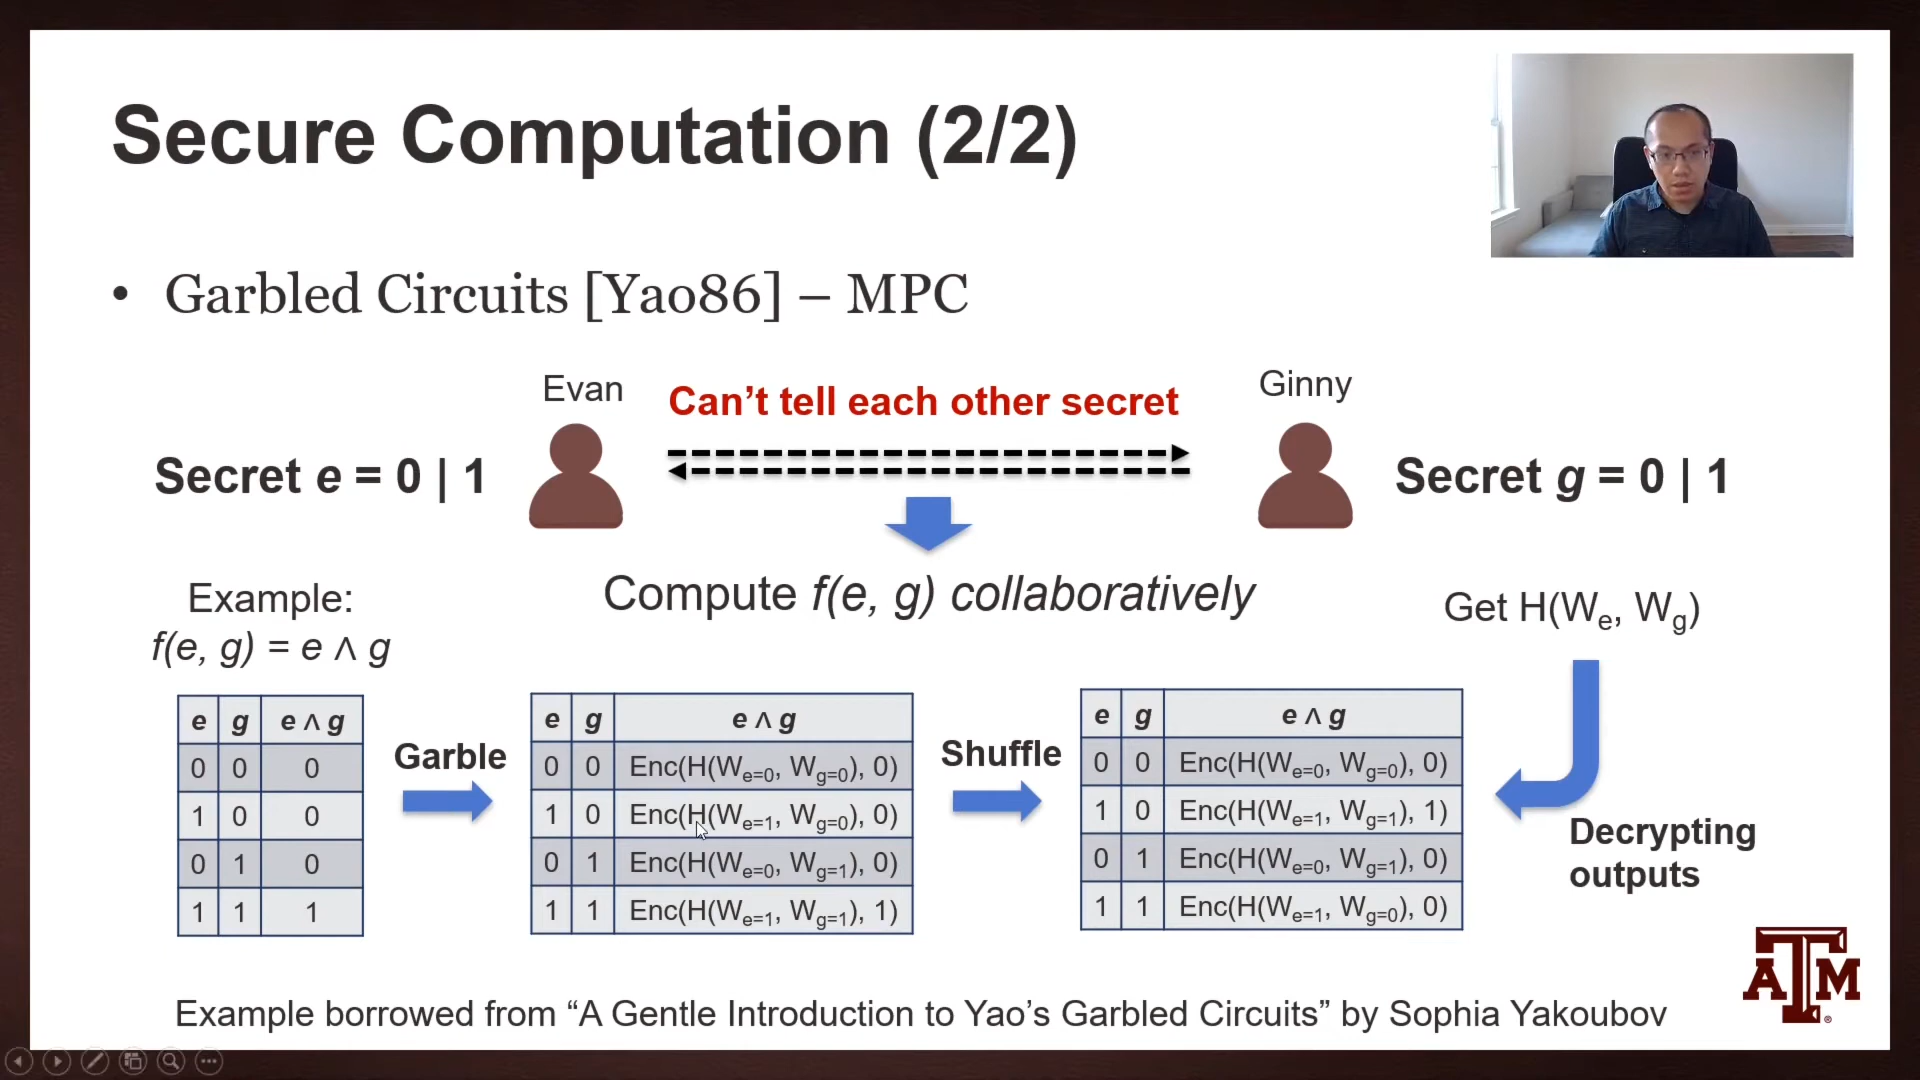 Secure Computation (2/2)
• Garbled Circuits [Yao86] – MPC
Evan
Can’t tell each other secret
Ginny
Secret e = 0 | 1
Secret g = 0 | 1
Compute f(e, g) collaboratively
Example:
f(e, g) = e ∧ g
Get H(We, Wg)
e g e ∧ g
0 0 0
1 0 0
0 1 0
1 1 1
Garble
e g e ∧ g
0 0 Enc(H(We=0, Wg=0), 0)
1 0 Enc(H(We=1, Wg=0), 0)
0 1 Enc(H(We=0, Wg=1), 0)
1 1 Enc(H(We=1, Wg=1), 1)
Shuffle
e g e ∧ g
0 0 Enc(H(We=0, Wg=0), 0)
1 0 Enc(H(We=1, Wg=1), 1)
0 1 Enc(H(We=0, Wg=1), 0)
1 1 Enc(H(We=1, Wg=0), 0)
Decrypting
outputs
ATM®
Example borrowed from “A Gentle Introduction to Yao’s Garbled Circuits” by Sophia Yakoubov